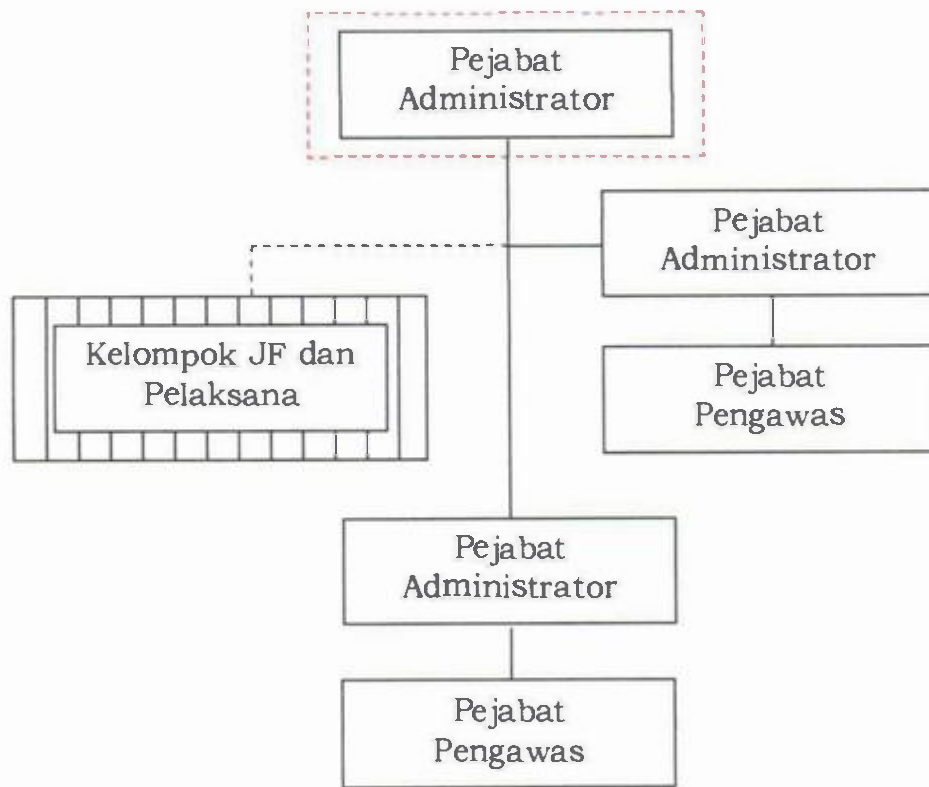 Pejabat
Administrator
Pejabat
Administrator
Kelompok JF dan
Pelaksana
Pejabat
Pengawas
Pejabat
Administrator
Pejabat
Pengawas